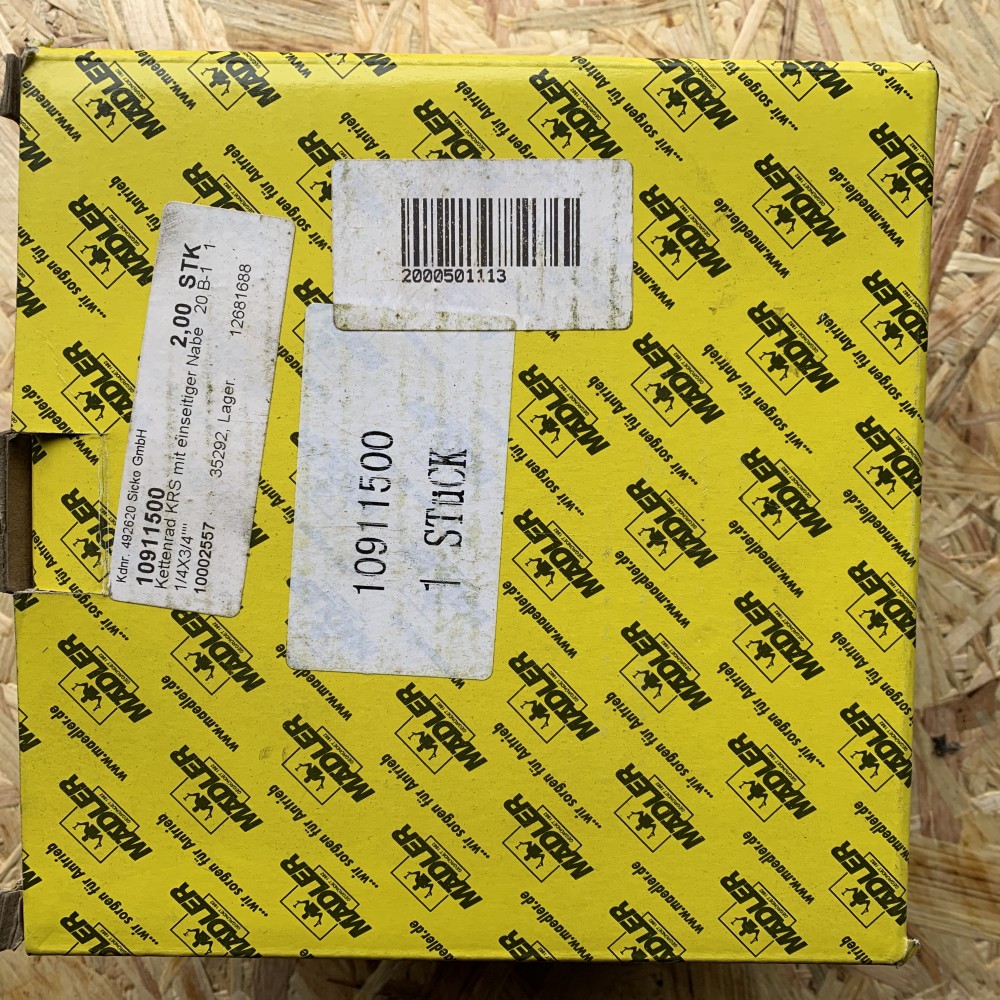 Kdnr. 492620 Sicko GmbH
10911500 2,00 STK
Kettenrad KRS mit einseitiger Nabe 20 B-1 1
1/4X3/4""
10002557 35292, Lager. 12681688
2000501113
10911500
1 STüCK
MÄDLER
www.maedler.de
...wir sorgen für Antrieb